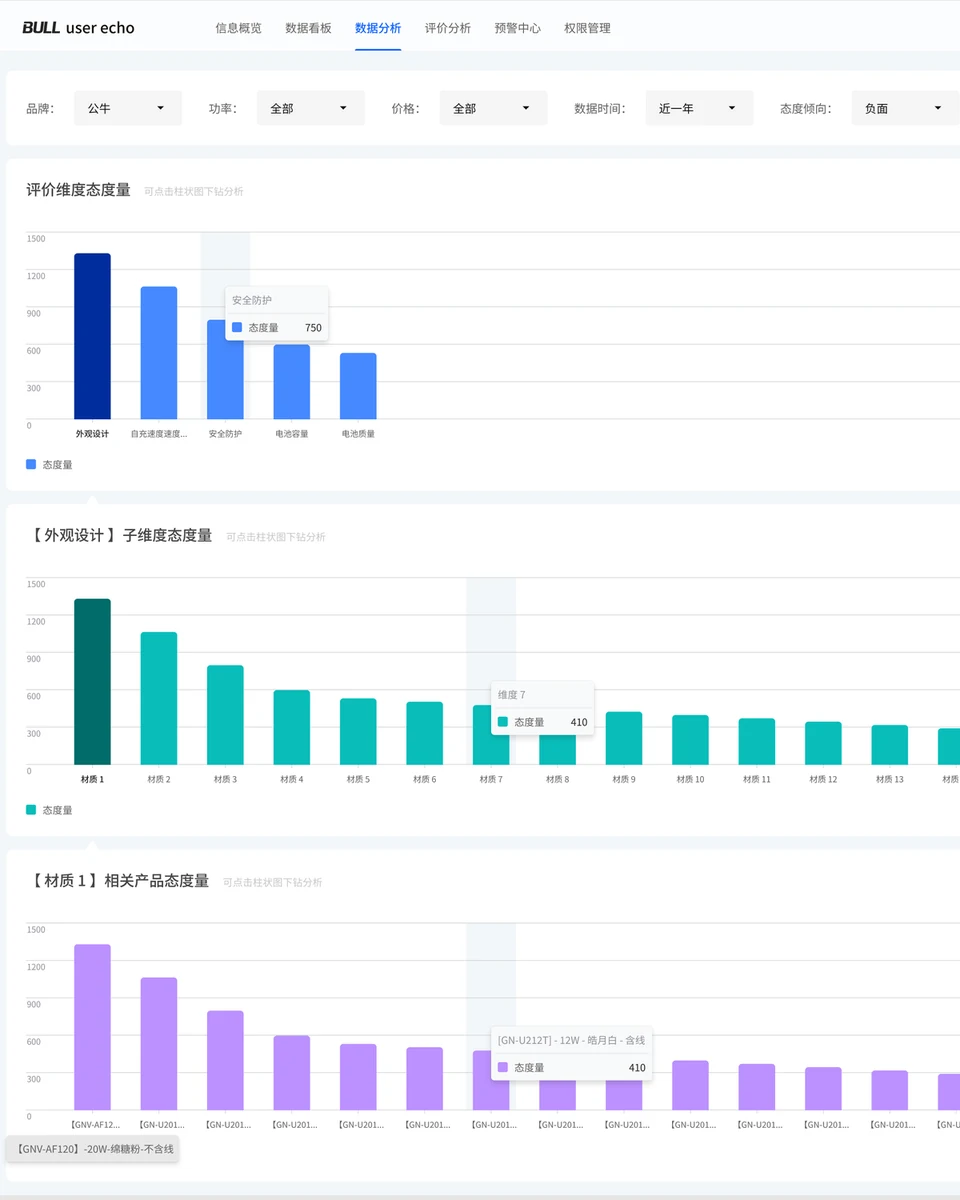 BULL user echo 信息概览 数据看板 数据分析 评价分析 预警中心 权限管理
品牌： 公牛 功率： 全部 价格： 全部 数据时间： 近一年 态度倾向： 负面
评价维度态度量 可点击柱状图下钻分析
1500
1200
900
600
300
0
安全防护
态度量 750
外观设计 自充速度速度... 安全防护 电池容量 电池质量
态度量
【 外观设计 】子维度态度量 可点击柱状图下钻分析
1500
1200
900
600
300
0
维度 7
态度量 410
材质 1 材质 2 材质 3 材质 4 材质 5 材质 6 材质 7 材质 8 材质 9 材质 10 材质 11 材质 12 材质 13 材质
态度量
【 材质 1 】相关产品态度量 可点击柱状图下钻分析
1500
1200
900
600
300
0
[GN-U212T] - 12W - 皓月白 - 含线
态度量 410
【GNV-AF12... 【GN-U201... 【GN-U201... 【GN-U201... 【GN-U201... 【GN-U201... 【GN-U201... 【GN-U201... 【GN-U201... 【GN-U201... 【GN-U201... 【GN-U201... 【GN-U201... 【GN-U
【GNV-AF120】-20W-绵糖粉-不含线